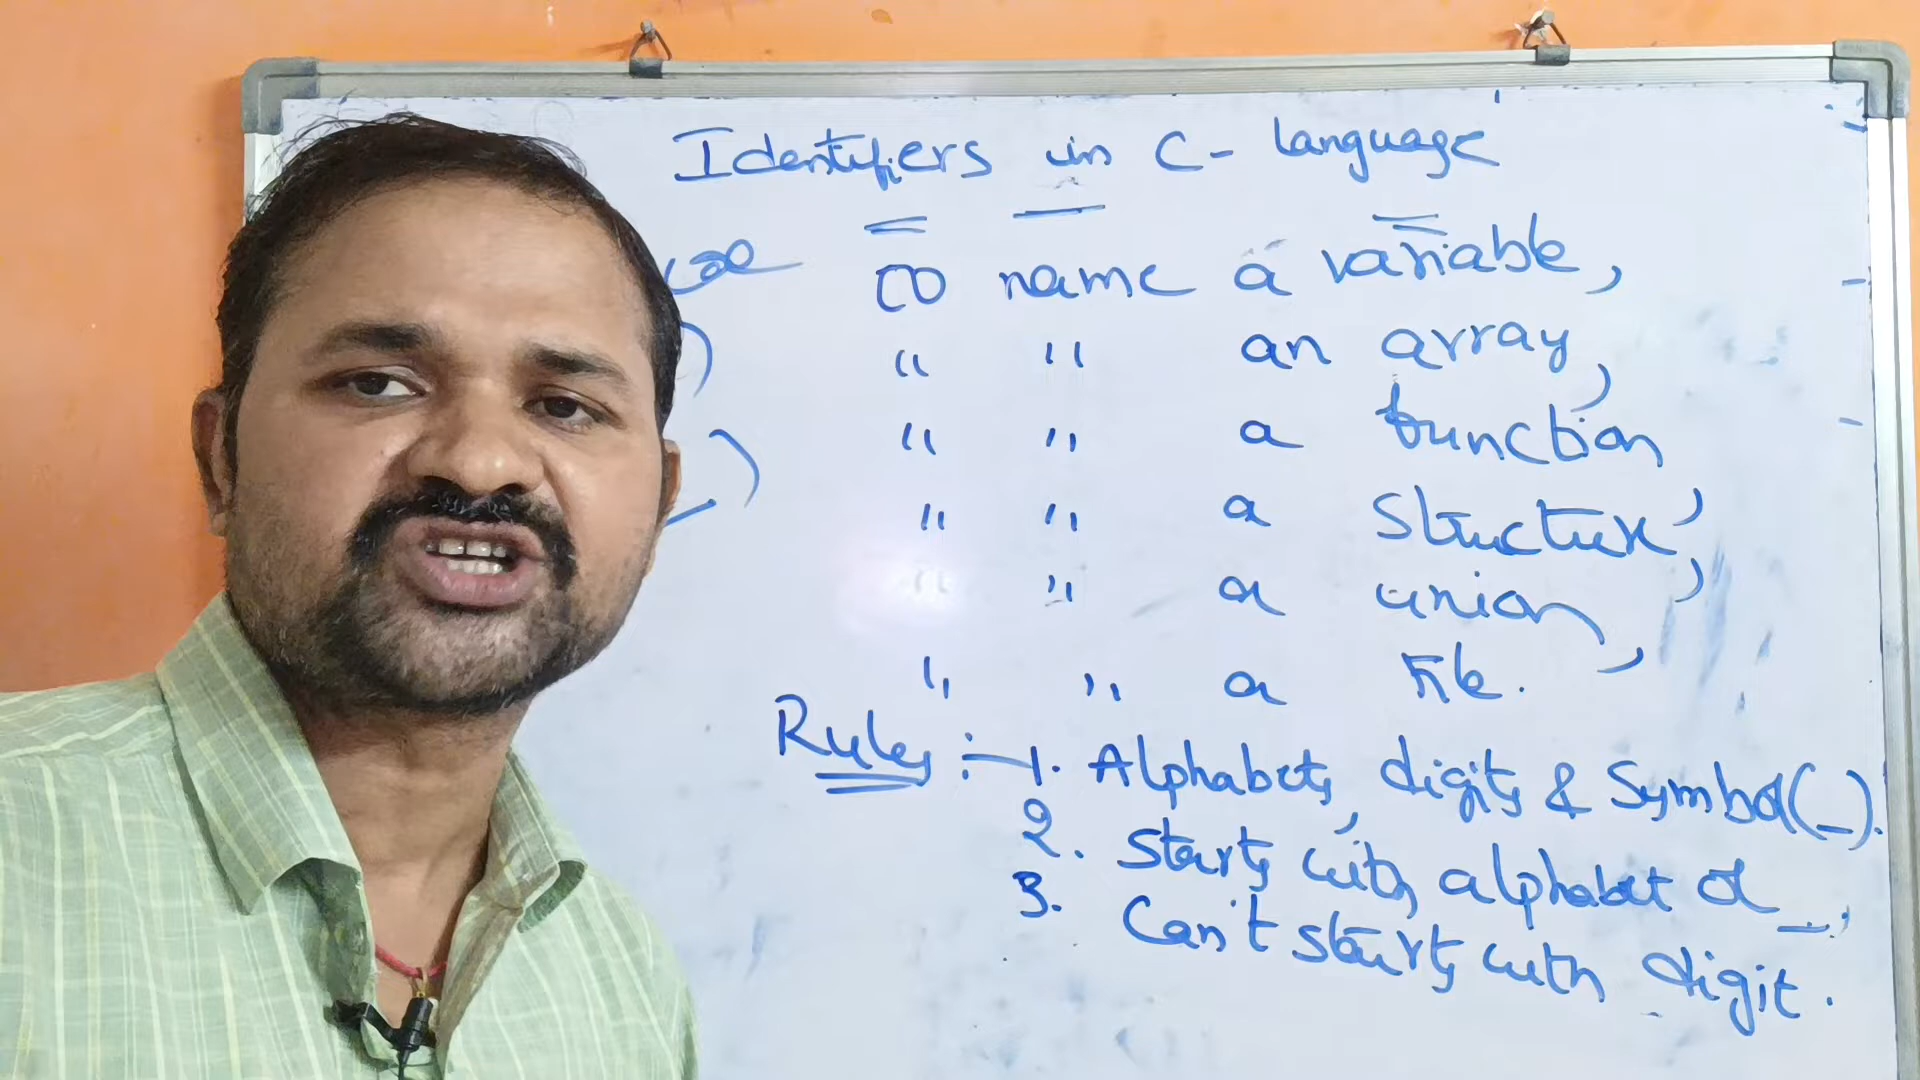 Identifiers in C- language
to name a variable,
" " an array,
" " a function,
" " a structure,
" " a union,
" " a file.
Rules :- 1. Alphabets, digits & Symbol(_).
2. Starts with alphabet or _.
3. Can't starts with digit.